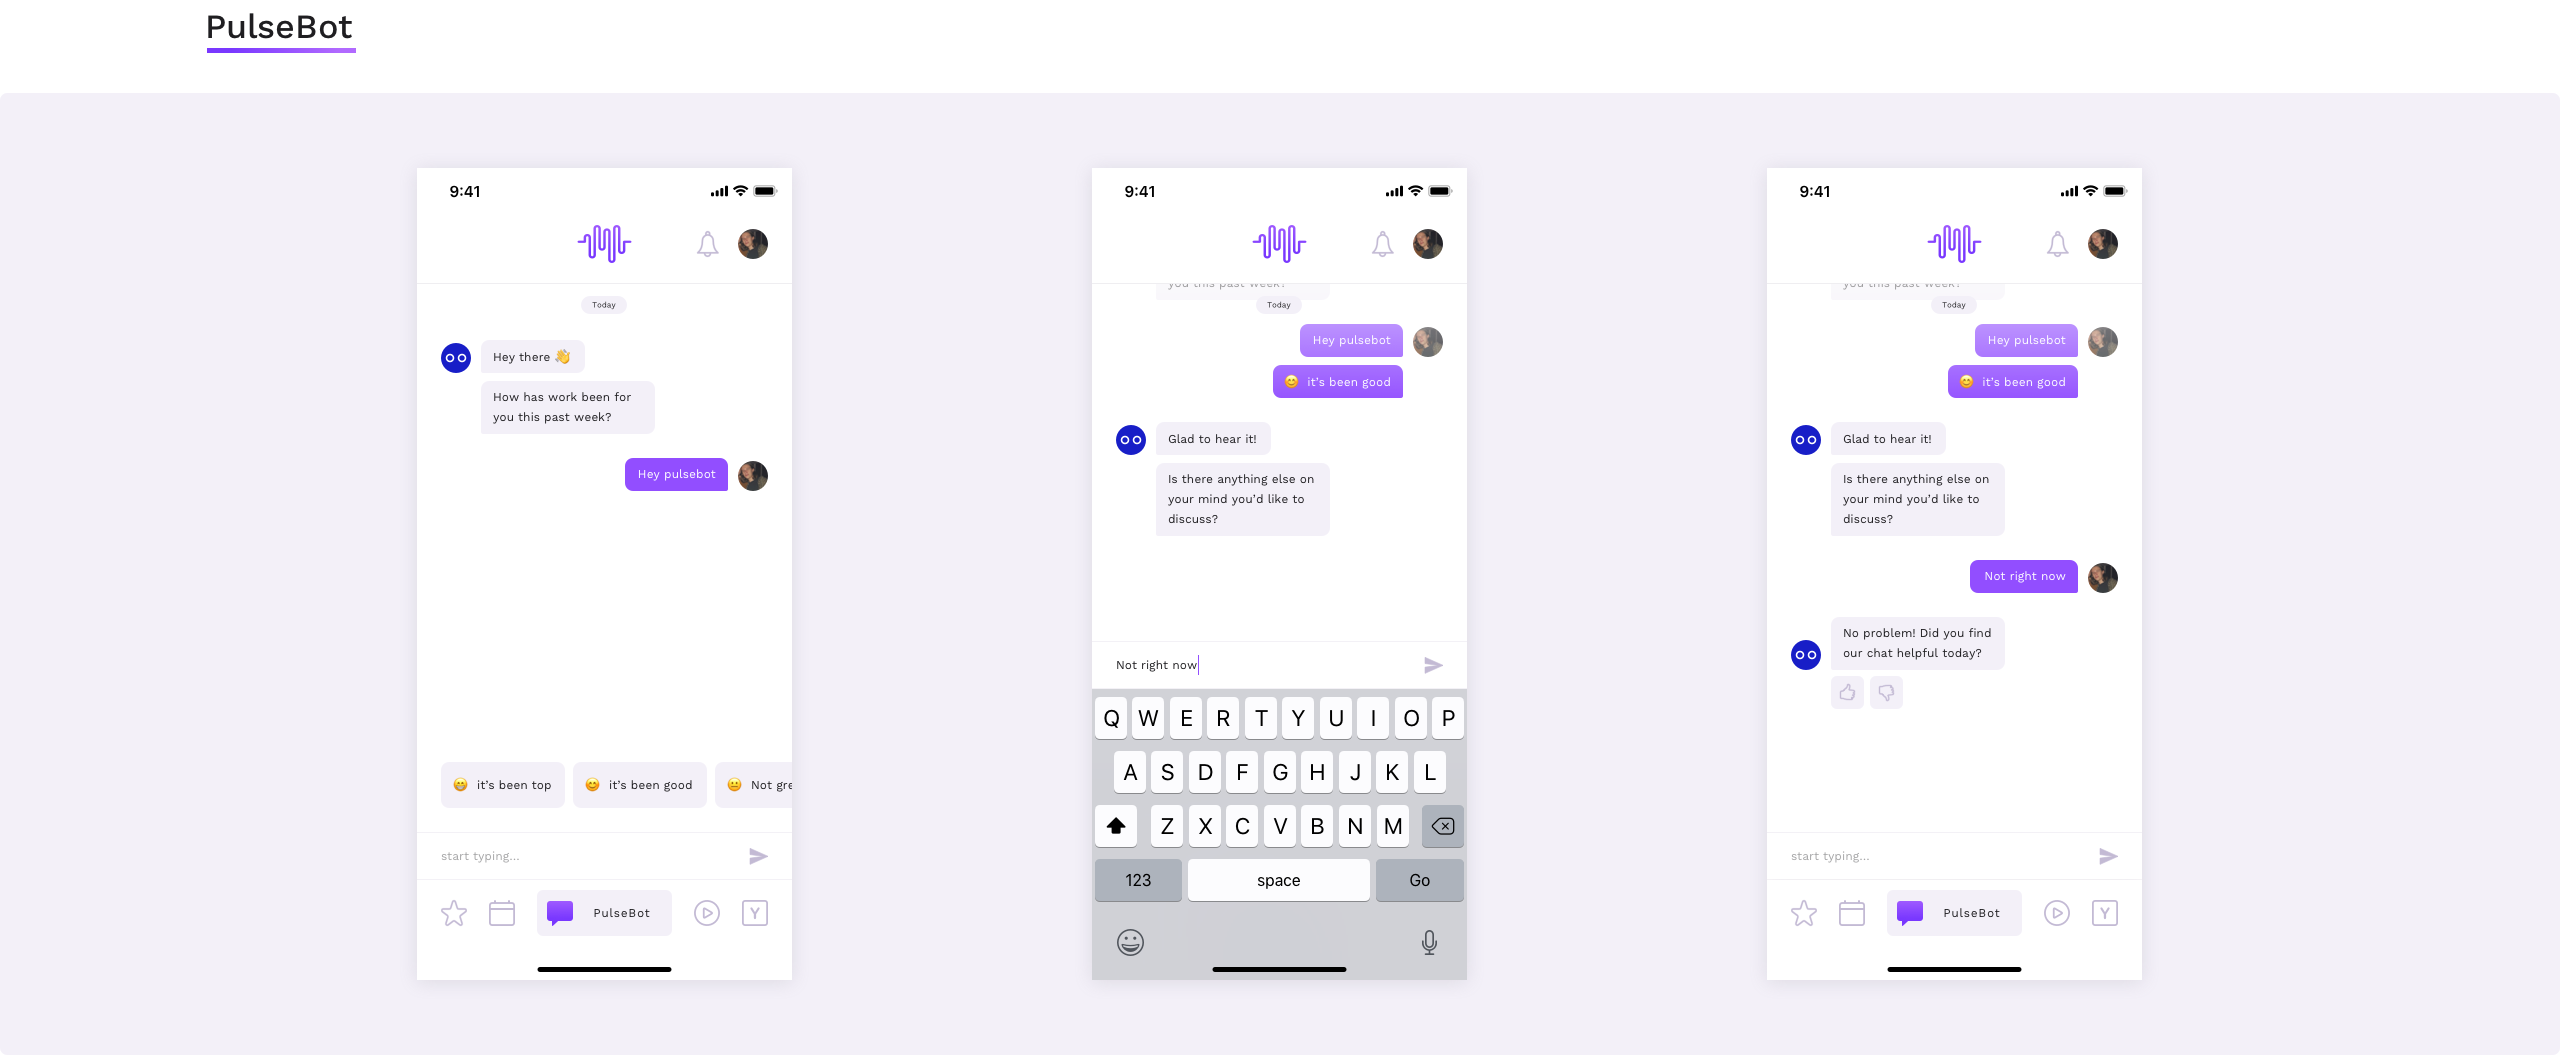 PulseBot
9:41
Today
Hey there 👋
How has work been for
you this past week?
Hey pulsebot
😁 it's been top
😊 it's been good
😐 Not gre
start typing...
PulseBot
Y
9:41
you this past week?
Today
Hey pulsebot
😊 it's been good
Glad to hear it!
Is there anything else on
your mind you'd like to
discuss?
Not right now
Q W E R T Y U I O P
A S D F G H J K L
Z X C V B N M
123 space Go
9:41
you this past week?
Today
Hey pulsebot
😊 it's been good
Glad to hear it!
Is there anything else on
your mind you'd like to
discuss?
Not right now
No problem! Did you find
our chat helpful today?
start typing...
PulseBot
Y